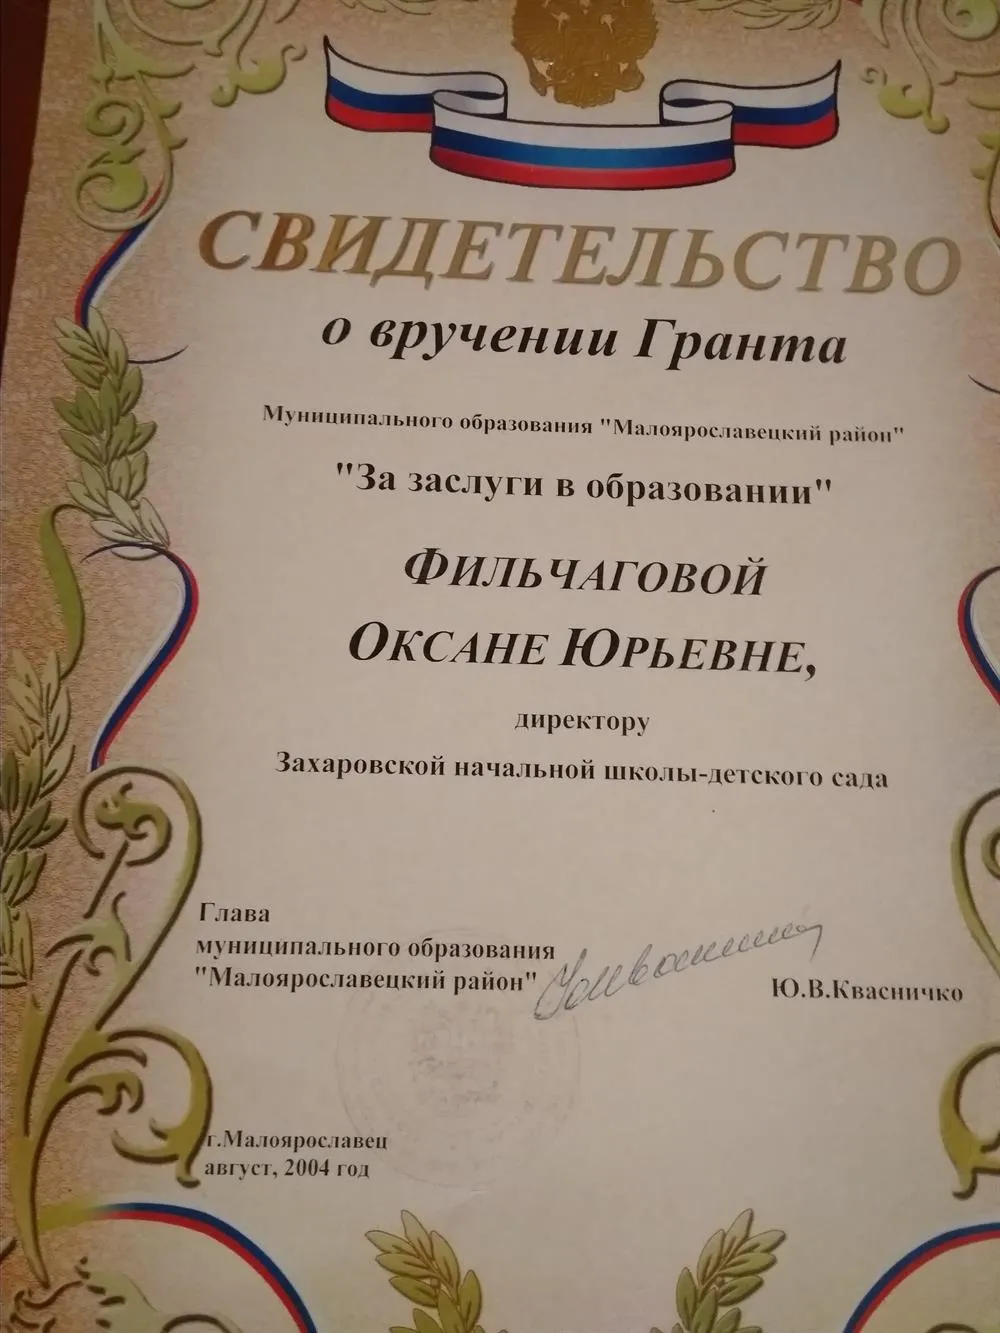 СВИДЕТЕЛЬСТВО
о вручении Гранта
Муниципального образования "Малоярославецкий район"
"За заслуги в образовании"
ФИЛЬЧАГОВОЙ
ОКСАНЕ ЮРЬЕВНЕ,
директору
Захаровской начальной школы-детского сада
Глава
муниципального образования
"Малоярославецкий район"
Ю.В.Квасничко
г.Малоярославец
август, 2004 год